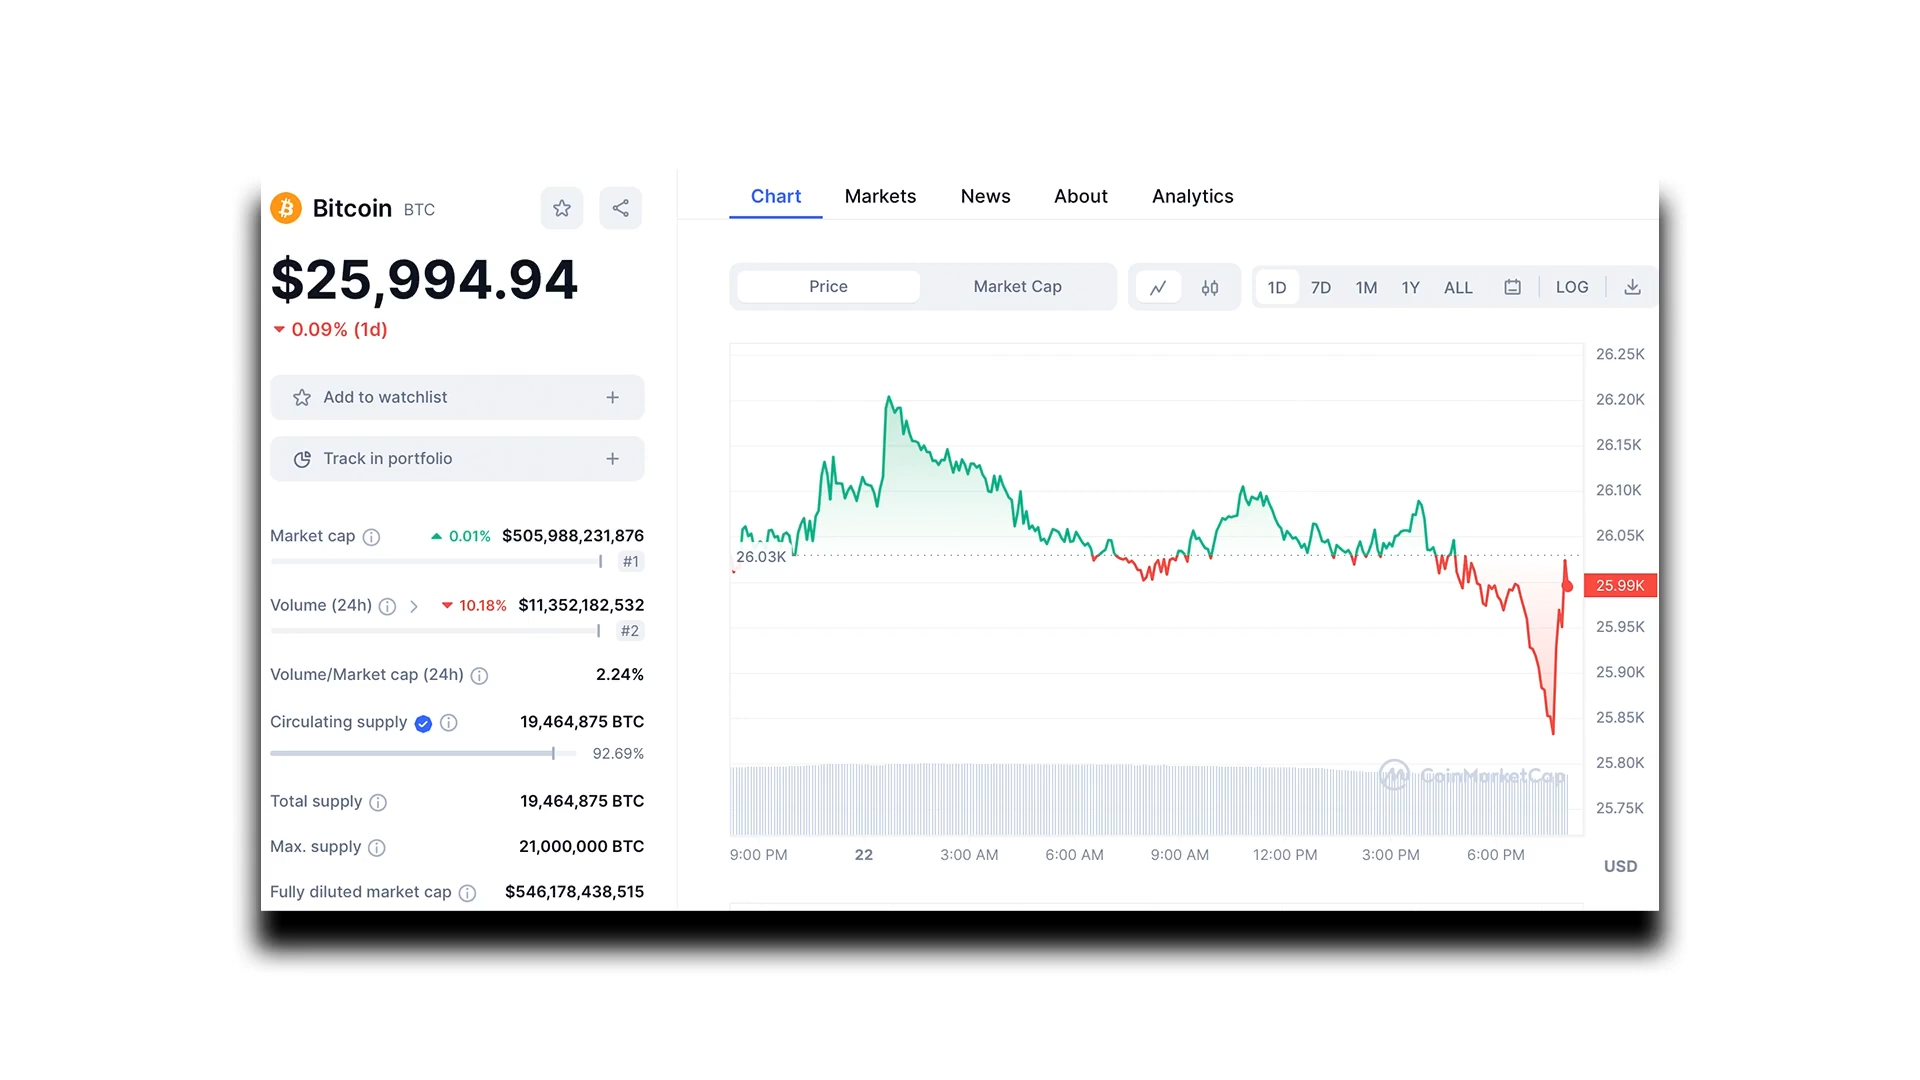 Bitcoin BTC
$25,994.94
0.09% (1d)
Add to watchlist
Track in portfolio
Market cap 0.01% $505,988,231,876
#1
Volume (24h) 10.18% $11,352,182,532
#2
Volume/Market cap (24h) 2.24%
Circulating supply 19,464,875 BTC
92.69%
Total supply 19,464,875 BTC
Max. supply 21,000,000 BTC
Fully diluted market cap $546,178,438,515
Chart Markets News About Analytics
Price Market Cap 1D 7D 1M 1Y ALL LOG
26.25K
26.20K
26.15K
26.10K
26.05K
26.03K
25.99K
25.95K
25.90K
25.85K
25.80K
CoinMarketCap
25.75K
9:00 PM 22 3:00 AM 6:00 AM 9:00 AM 12:00 PM 3:00 PM 6:00 PM
USD